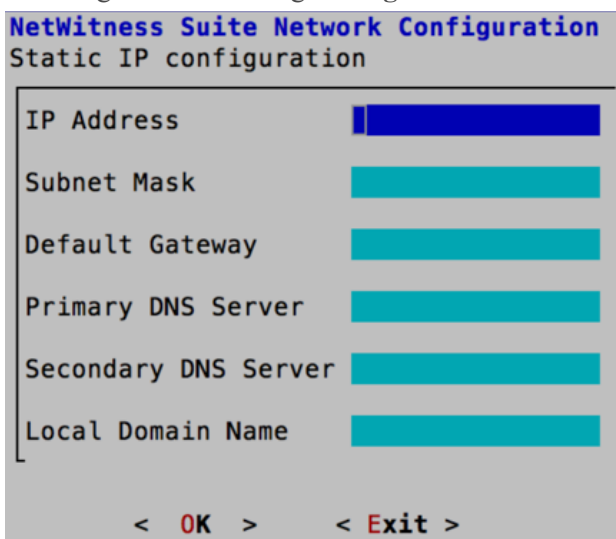 NetWitness Suite Network Configuration
Static IP configuration
IP Address
Subnet Mask
Default Gateway
Primary DNS Server
Secondary DNS Server
Local Domain Name
< OK > < Exit >